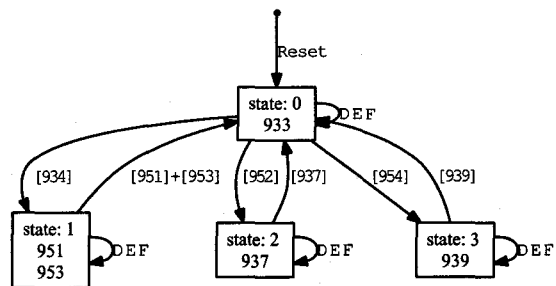 Reset
state: 0
933
DEF
[934]
[951]+[953]
[952]
[937]
[954]
[939]
state: 1
951
953
DEF
state: 2
937
DEF
state: 3
939
DEF